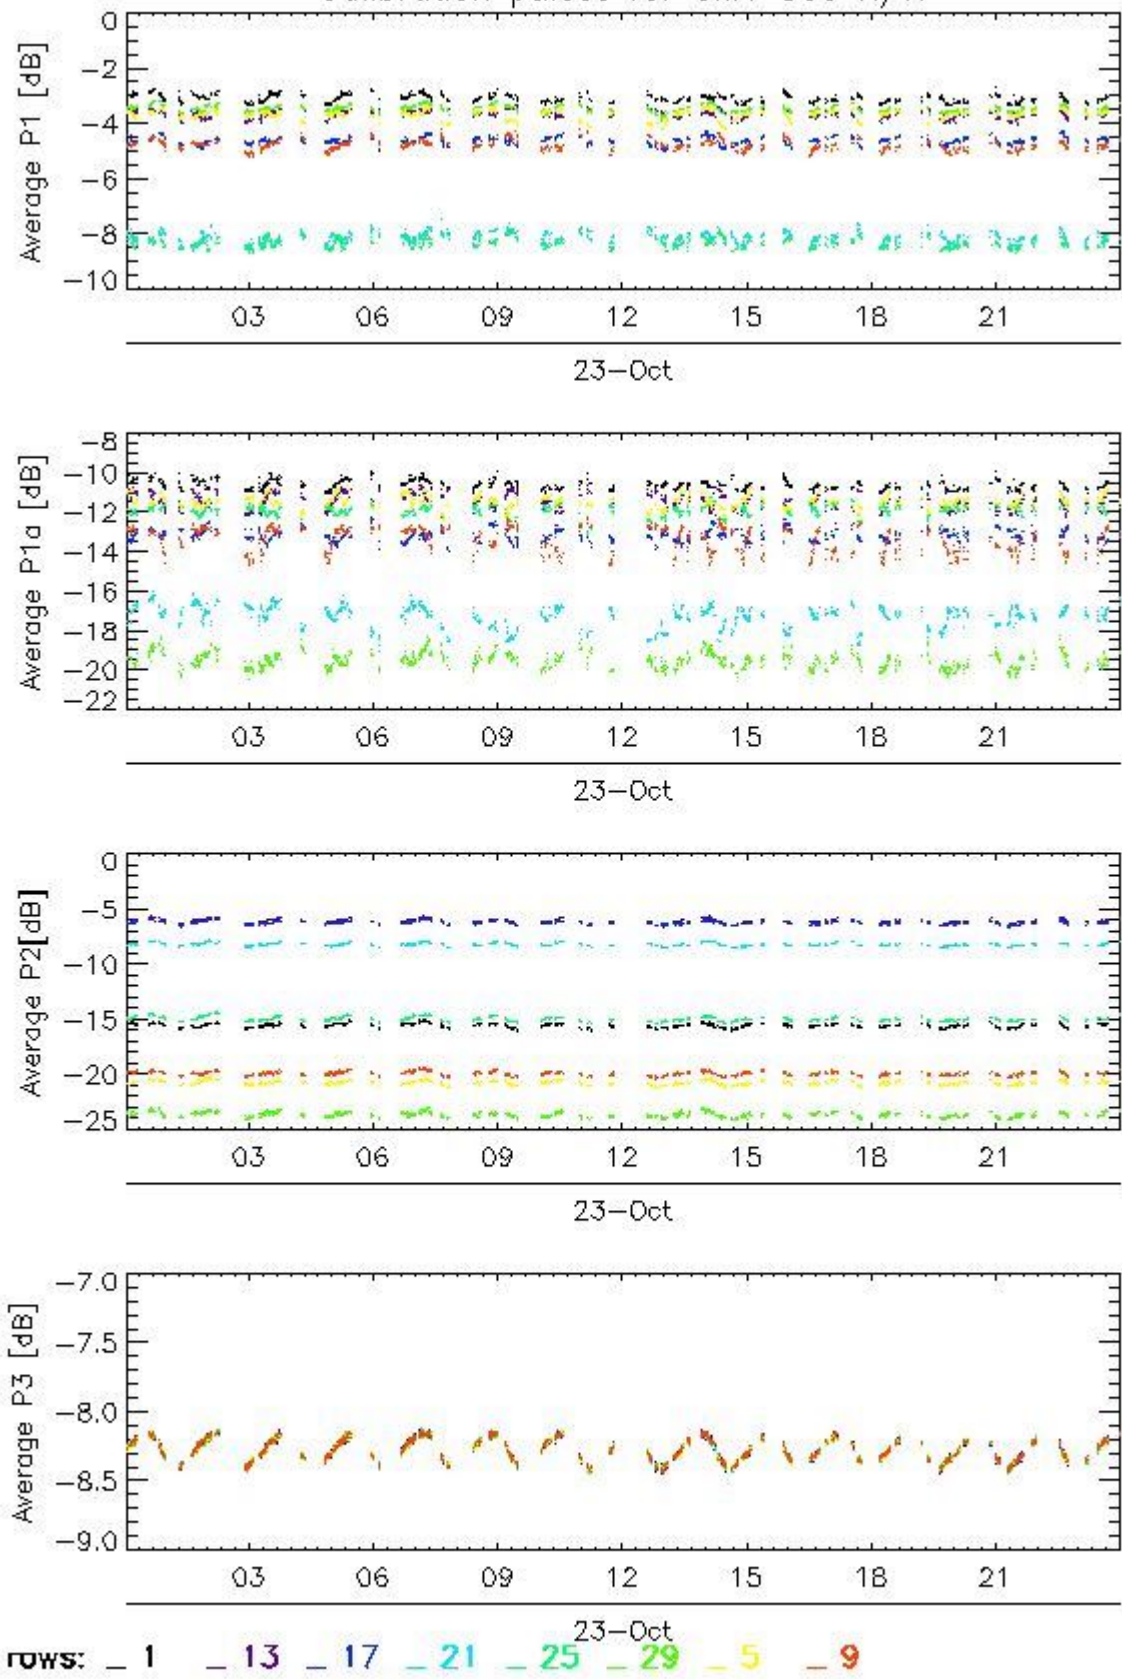 0
-2
-4
-6
-8
-10
Average P1 [dB]
03 06 09 12 15 18 21
23-Oct
-8
-10
-12
-14
-16
-18
-20
-22
Average P1a [dB]
03 06 09 12 15 18 21
23-Oct
0
-5
-10
-15
-20
-25
Average P2[dB]
03 06 09 12 15 18 21
23-Oct
-7.0
-7.5
-8.0
-8.5
-9.0
Average P3 [dB]
03 06 09 12 15 18 21
23-Oct
rows: _ 1 _ 13 _ 17 _ 21 _ 25 _ 29 _ 5 _ 9